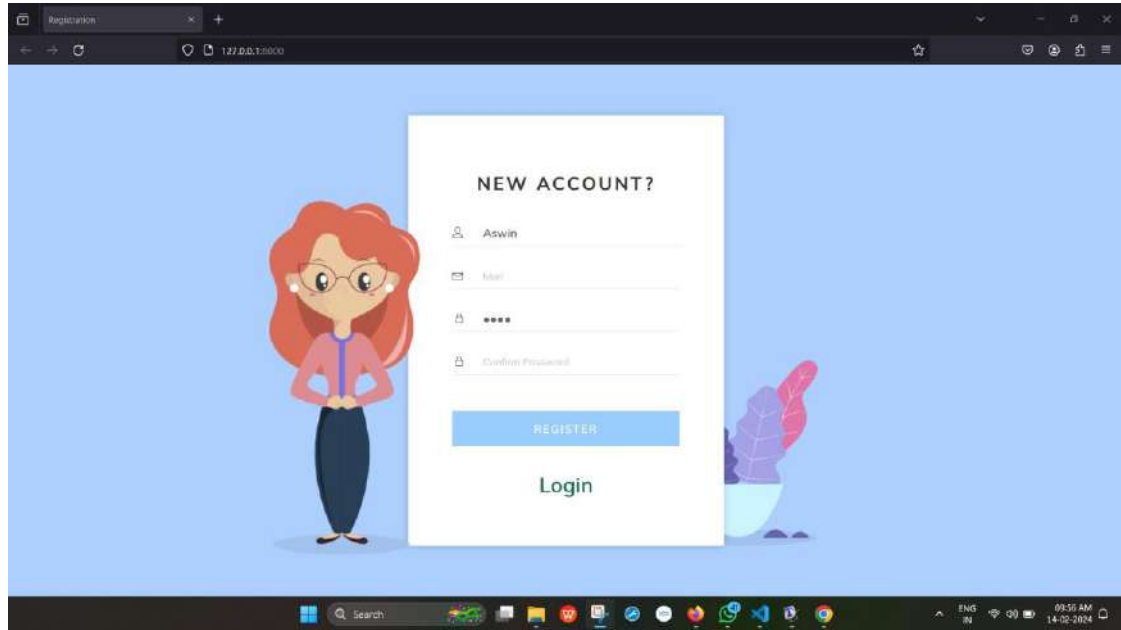 Registration
127.0.0.1:5000
NEW ACCOUNT?
Aswin
Mail
Confirm Password
REGISTER
Login
Search
ENG
IN
09:56 AM
14-02-2024